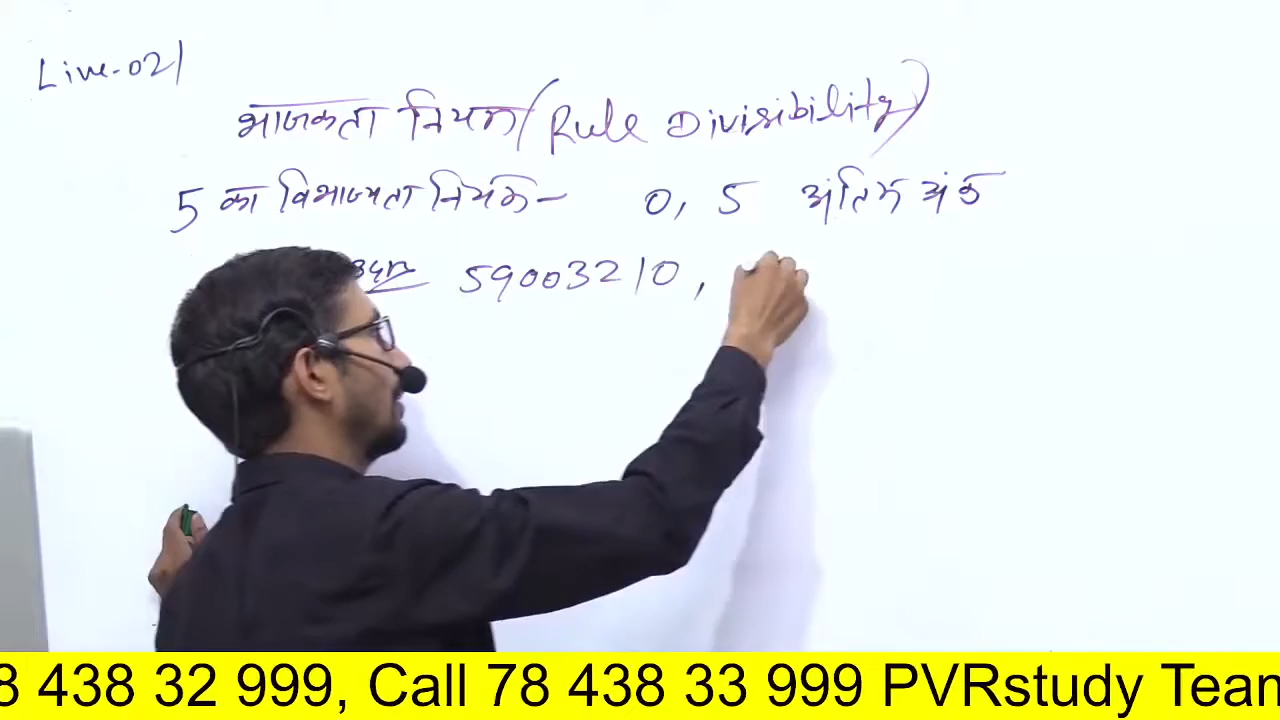 Live-021
भाजकता नियम (Rule Divisibility)
5 का विभाज्यता नियम - 0, 5 अंतिम अंक
59003210,
8 438 32 999, Call 78 438 33 999 PVRstudy Team